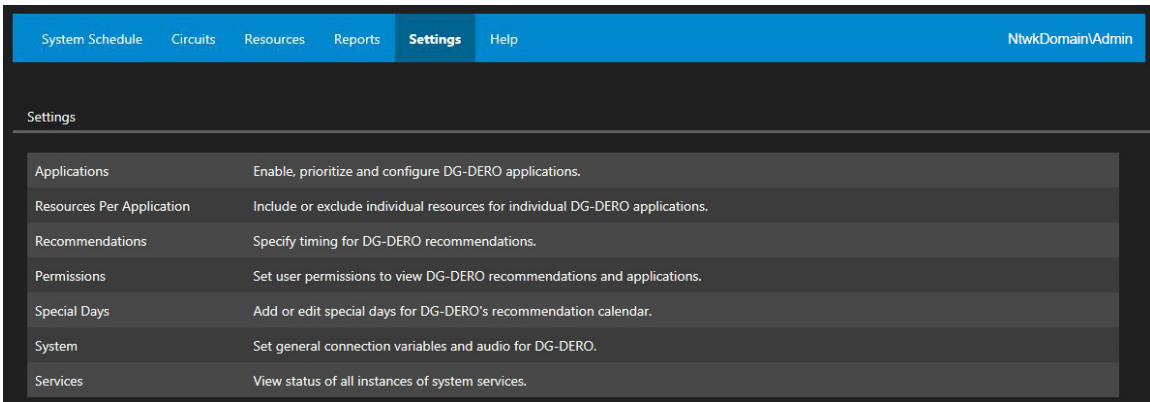 System Schedule Circuits Resources Reports Settings Help NtwkDomain\Admin
Settings
Applications Enable, prioritize and configure DG-DERO applications.
Resources Per Application Include or exclude individual resources for individual DG-DERO applications.
Recommendations Specify timing for DG-DERO recommendations.
Permissions Set user permissions to view DG-DERO recommendations and applications.
Special Days Add or edit special days for DG-DERO's recommendation calendar.
System Set general connection variables and audio for DG-DERO.
Services View status of all instances of system services.